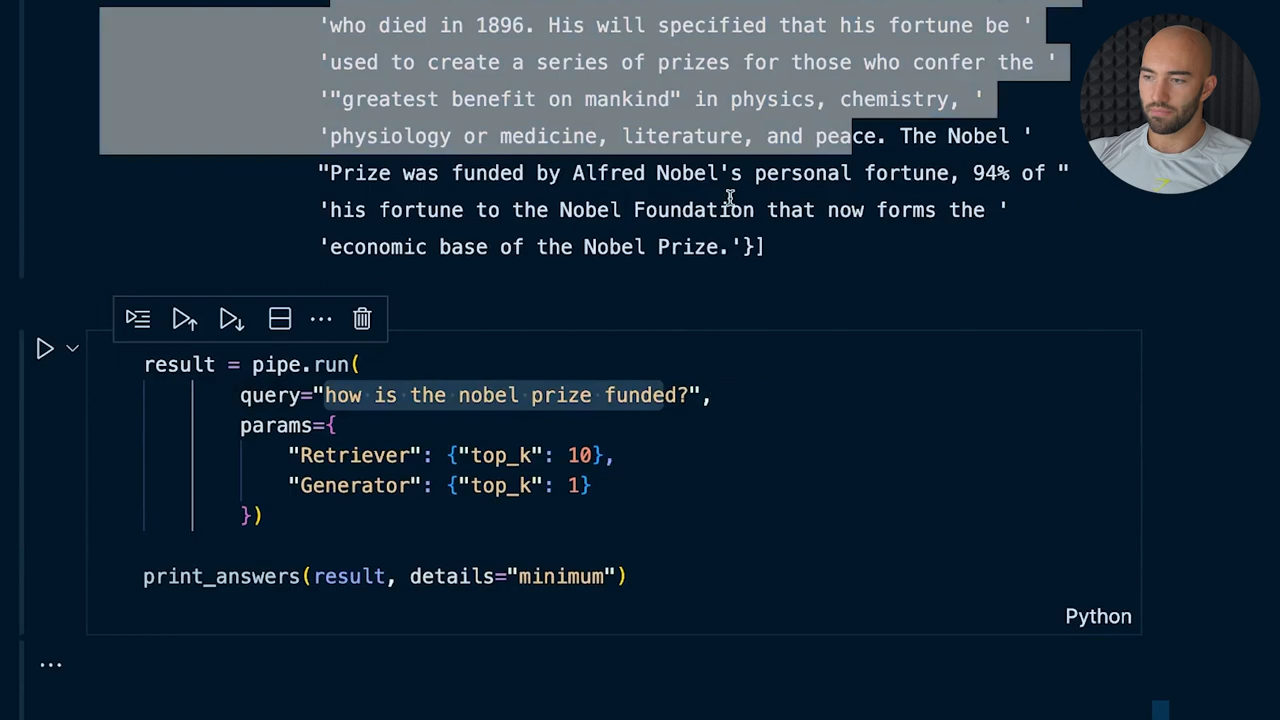 'who died in 1896. His will specified that his fortune be '
'used to create a series of prizes for those who confer the '
'"greatest benefit on mankind" in physics, chemistry, '
'physiology or medicine, literature, and peace. The Nobel '
"Prize was funded by Alfred Nobel's personal fortune, 94% of "
'his fortune to the Nobel Foundation that now forms the '
'economic base of the Nobel Prize.'}]
result = pipe.run(
query="how is the nobel prize funded?",
params={
"Retriever": {"top_k": 10},
"Generator": {"top_k": 1}
})
print_answers(result, details="minimum")
Python